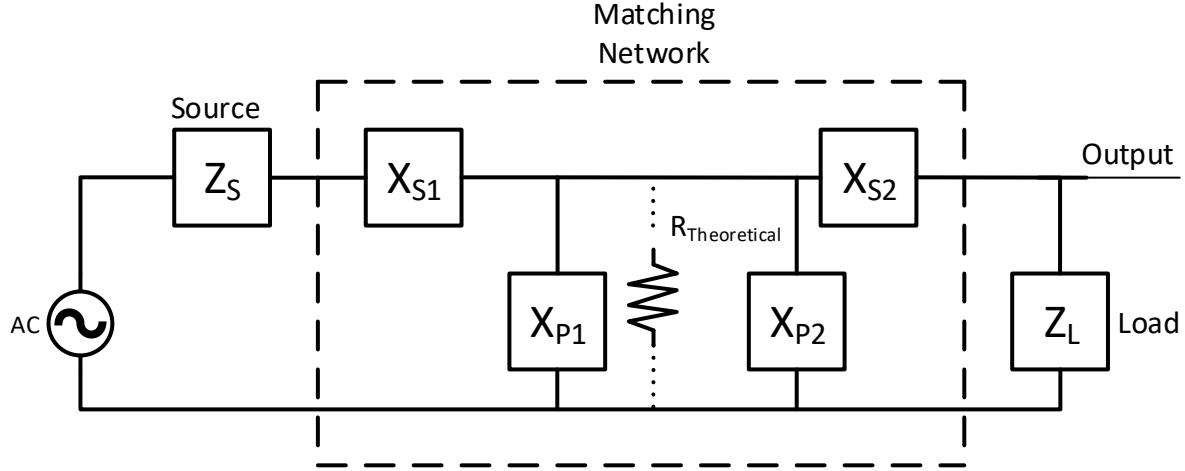 Matching
Network
Source
Output
Z_S
X_S1
X_S2
R_Theoretical
AC
X_P1
X_P2
Z_L
Load